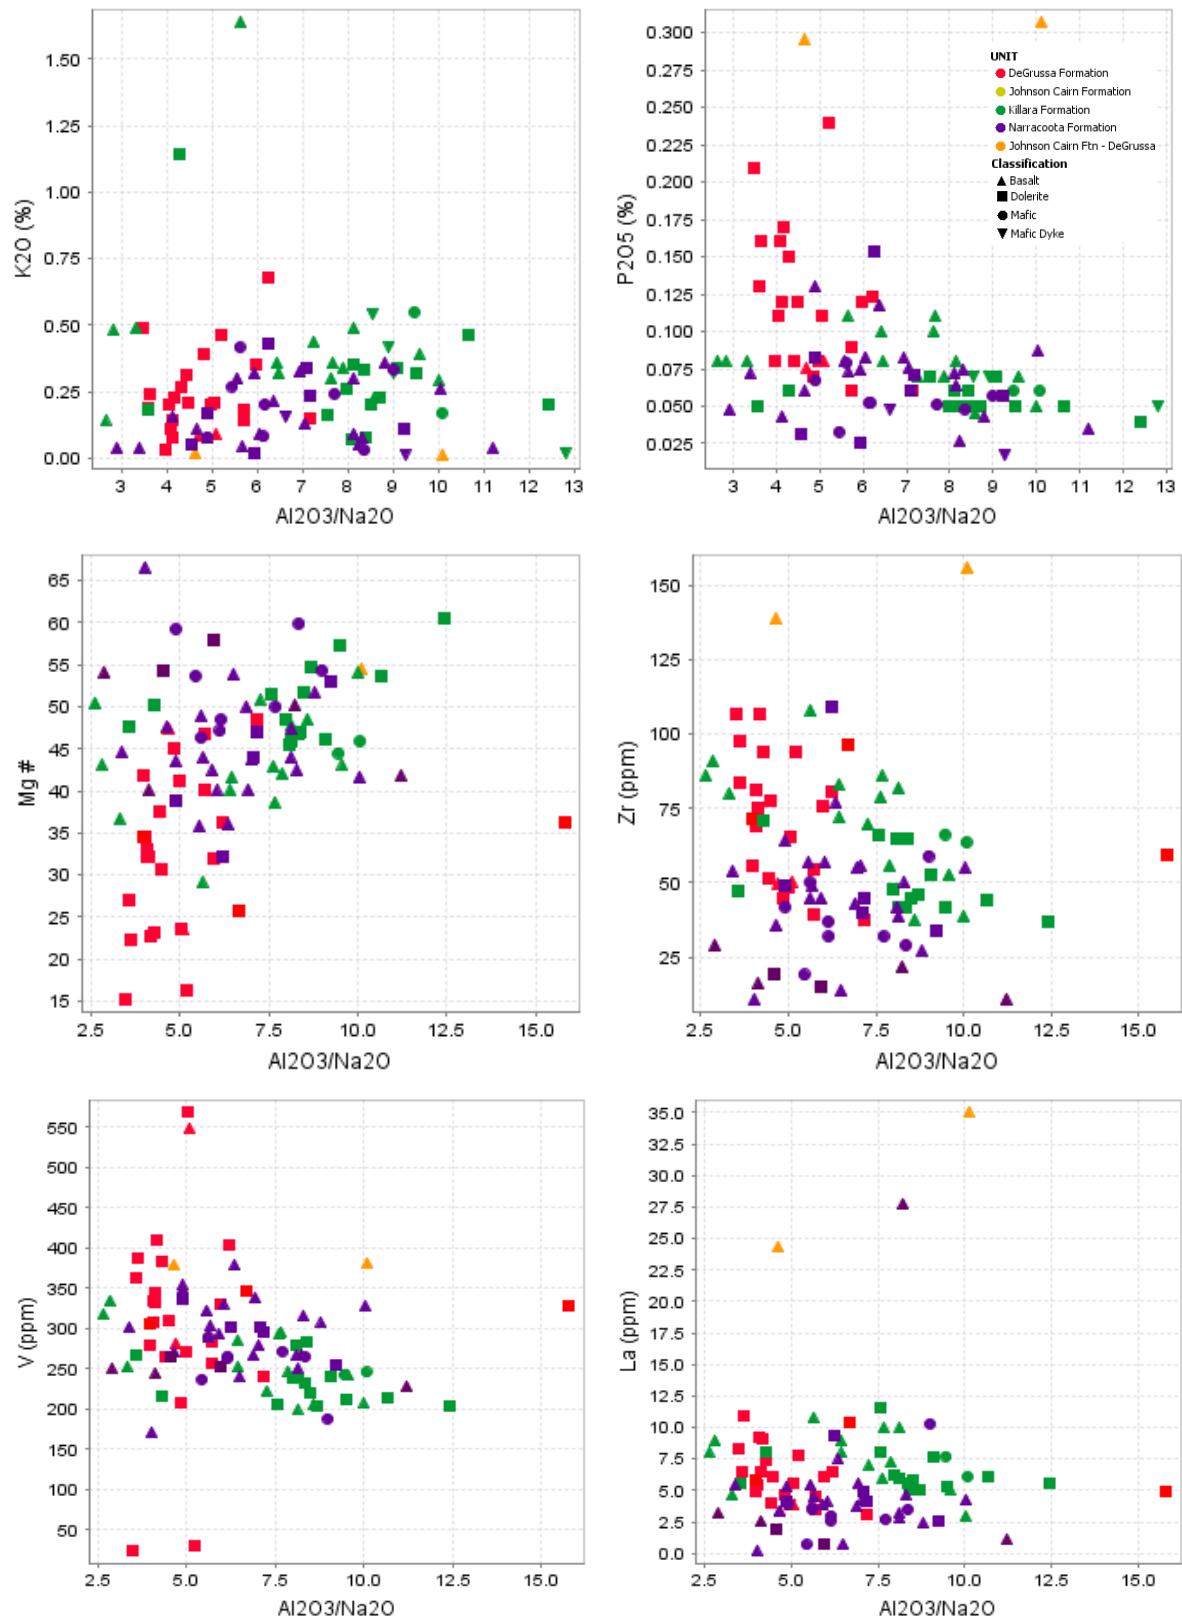 K2O (%)
1.50
1.25
1.00
0.75
0.50
0.25
0.00
3 4 5 6 7 8 9 10 11 12 13
Al2O3/Na2O
P2O5 (%)
0.300
0.275
0.250
0.225
0.200
0.175
0.150
0.125
0.100
0.075
0.050
0.025
UNIT
DeGrussa Formation
Johnson Cairn Formation
Killara Formation
Narracoota Formation
Johnson Cairn Ftn - DeGrussa
Classification
Basalt
Dolerite
Mafic
Mafic Dyke
3 4 5 6 7 8 9 10 11 12 13
Al2O3/Na2O
Mg #
65
60
55
50
45
40
35
30
25
20
15
2.5 5.0 7.5 10.0 12.5 15.0
Al2O3/Na2O
Zr (ppm)
150
125
100
75
50
25
2.5 5.0 7.5 10.0 12.5 15.0
Al2O3/Na2O
V (ppm)
550
500
450
400
350
300
250
200
150
100
50
2.5 5.0 7.5 10.0 12.5 15.0
Al2O3/Na2O
La (ppm)
35.0
32.5
30.0
27.5
25.0
22.5
20.0
17.5
15.0
12.5
10.0
7.5
5.0
2.5
0.0
2.5 5.0 7.5 10.0 12.5 15.0
Al2O3/Na2O